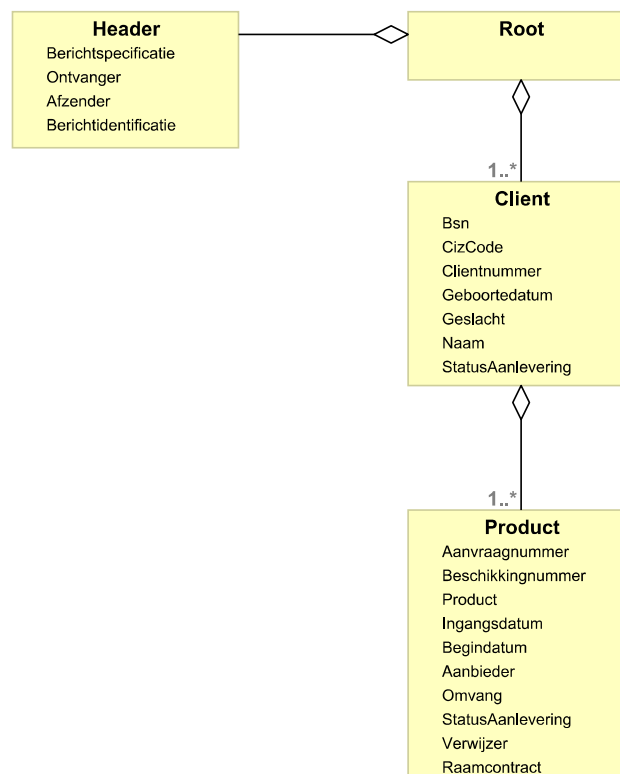 Header
Berichtspecificatie
Ontvanger
Afzender
Berichtidentificatie
Root
1..*
Client
Bsn
CizCode
Clientnummer
Geboortedatum
Geslacht
Naam
StatusAanlevering
1..*
Product
Aanvraagnummer
Beschikkingnummer
Product
Ingangsdatum
Begindatum
Aanbieder
Omvang
StatusAanlevering
Verwijzer
Raamcontract